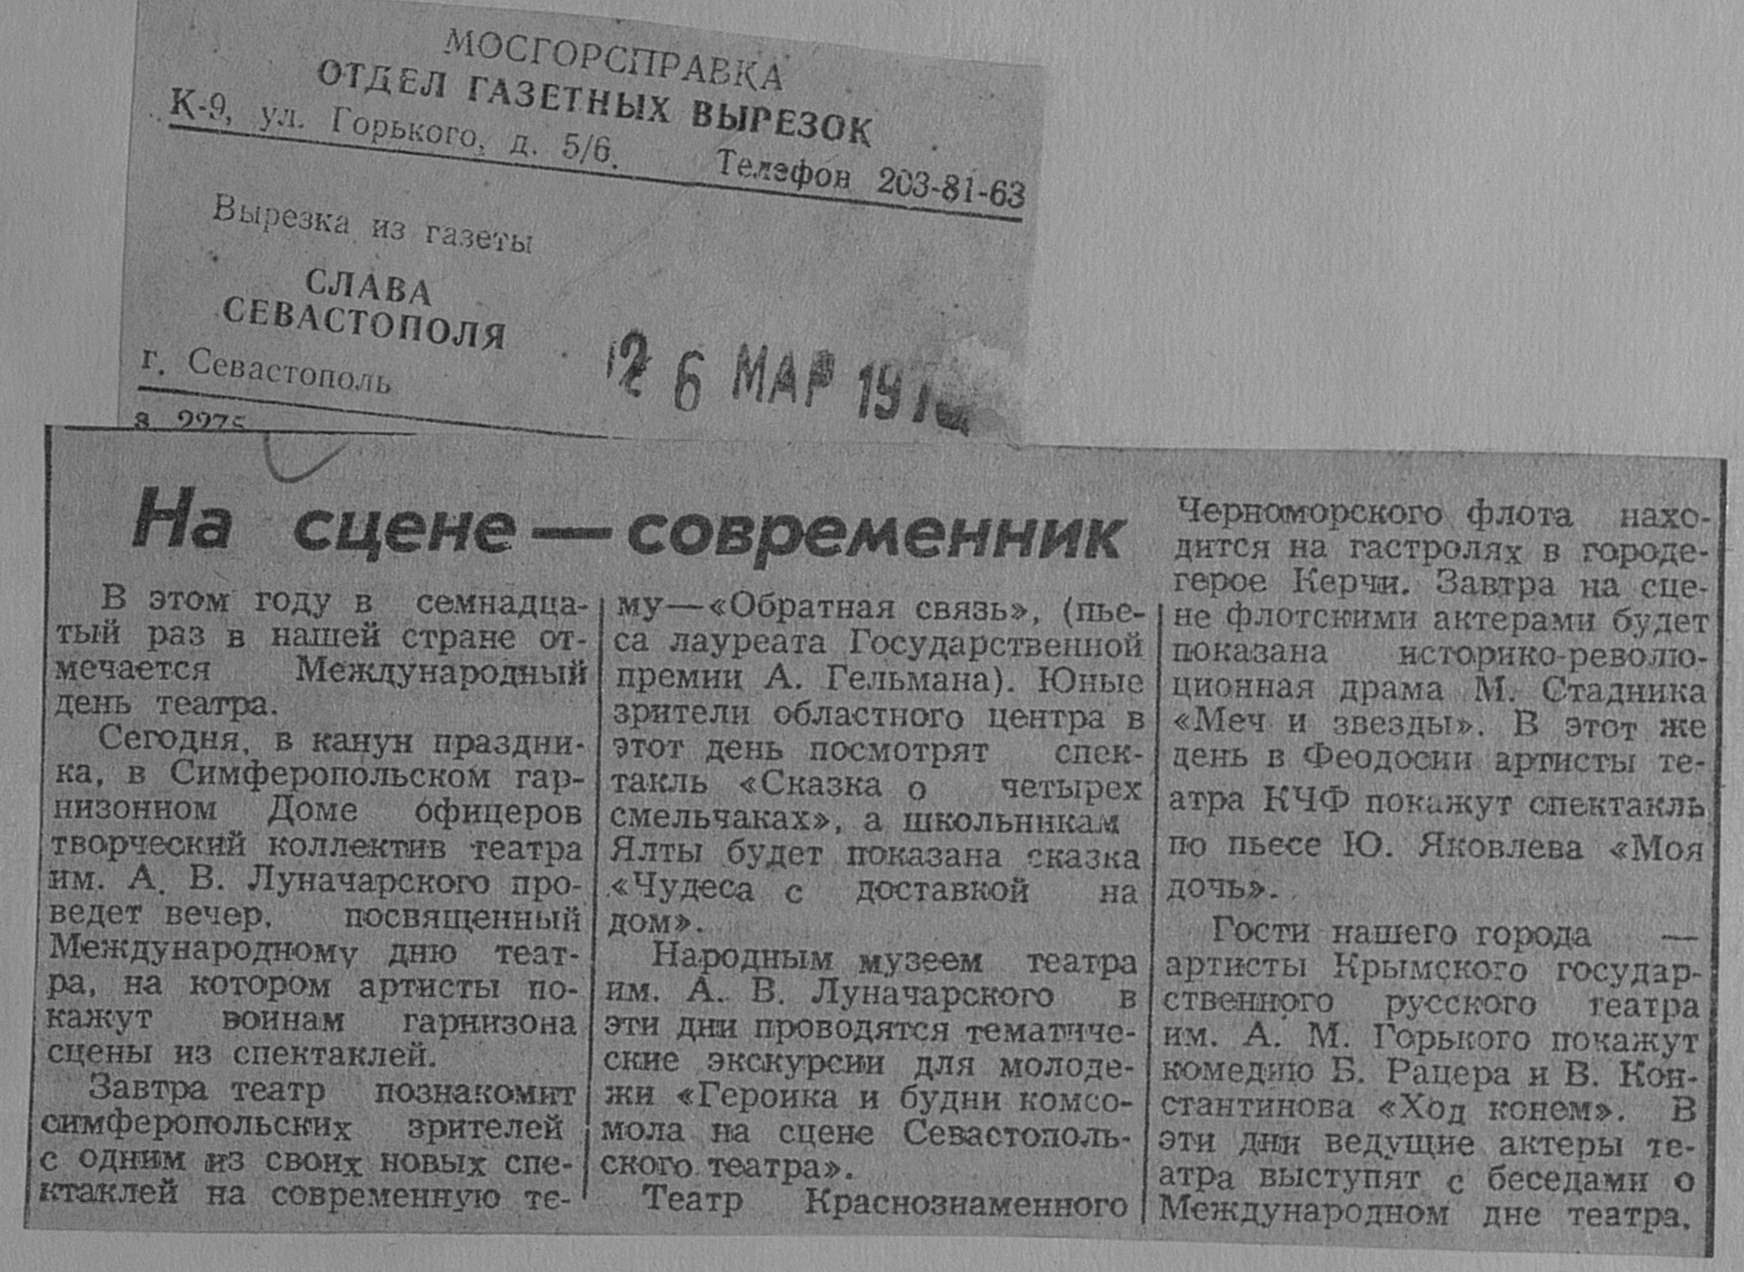 МОСГОРСПРАВКА
ОТДЕЛ ГАЗЕТНЫХ ВЫРЕЗОК
К-9, ул. Горького, д. 5/6. Телефон 203-81-63
Вырезка из газеты
СЛАВА
СЕВАСТОПОЛЯ
г. Севастополь
26 МАР
На сцене — современник
В этом году в семнадца-
тый раз в нашей стране от-
мечается Международный
день театра.
Сегодня, в канун праздни-
ка, в Симферопольском гар-
низонном Доме офицеров
творческий коллектив театра
им. А. В. Луначарского про-
ведет вечер, посвященный
Международному дню теат-
ра, на котором артисты по-
кажут воинам гарнизона
сцены из спектаклей.
Завтра театр познакомит
симферопольских зрителей
с одним из своих новых спе-
ктаклей на современную те-
му—«Обратная связь», (пье-
са лауреата Государственной
премии А. Гельмана). Юные
зрители областного центра в
этот день посмотрят спек-
такль «Сказка о четырех
смельчаках», а школьникам
Ялты будет показана сказка
«Чудеса с доставкой на
дом».
Народным музеем театра
им. А. В. Луначарского в
эти дни проводятся тематиче-
ские экскурсии для молоде-
жи «Героика и будни комсо-
мола на сцене Севастополь-
ского театра».
Театр Краснознаменного
Черноморского флота нахо-
дится на гастролях в городе-
герое Керчи. Завтра на сце-
не флотскими актерами будет
показана историко-револю-
ционная драма М. Стадника
«Меч и звезды». В этот же
день в Феодосии артисты те-
атра КЧФ покажут спектакль
по пьесе Ю. Яковлева «Моя
дочь».
Гости нашего города —
артисты Крымского государ-
ственного русского театра
им. А. М. Горького покажут
комедию Б. Рацера и В. Кон-
стантинова «Ход конем». В
эти дни ведущие актеры те-
атра выступят с беседами о
Международном дне театра.